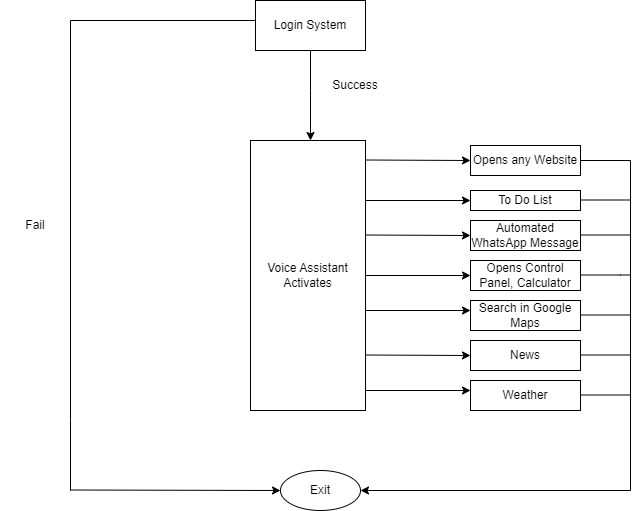 Login System
Success
Opens any Website
To Do List
Fail
Automated
WhatsApp Message
Voice Assistant
Activates
Opens Control
Panel, Calculator
Search in Google
Maps
News
Weather
Exit